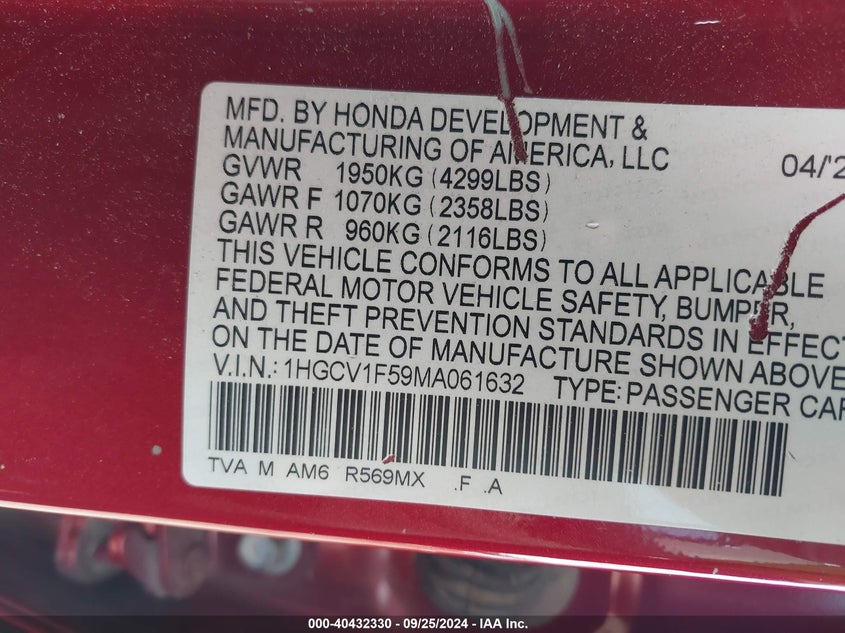 MFD. BY HONDA DEVELOPMENT &
MANUFACTURING OF AMERICA, LLC
04/'2
GVWR 1950KG (4299LBS)
GAWR F 1070KG (2358LBS)
GAWR R 960KG (2116LBS)
THIS VEHICLE CONFORMS TO ALL APPLICABLE
FEDERAL MOTOR VEHICLE SAFETY, BUMPER,
AND THEFT PREVENTION STANDARDS IN EFFECT
ON THE DATE OF MANUFACTURE SHOWN ABOVE
V.I.N.: 1HGCV1F59MA061632 TYPE: PASSENGER CAR
TVA M AM6 R569MX .F .A
000-40432330 — 09/25/2024 — IAA Inc.